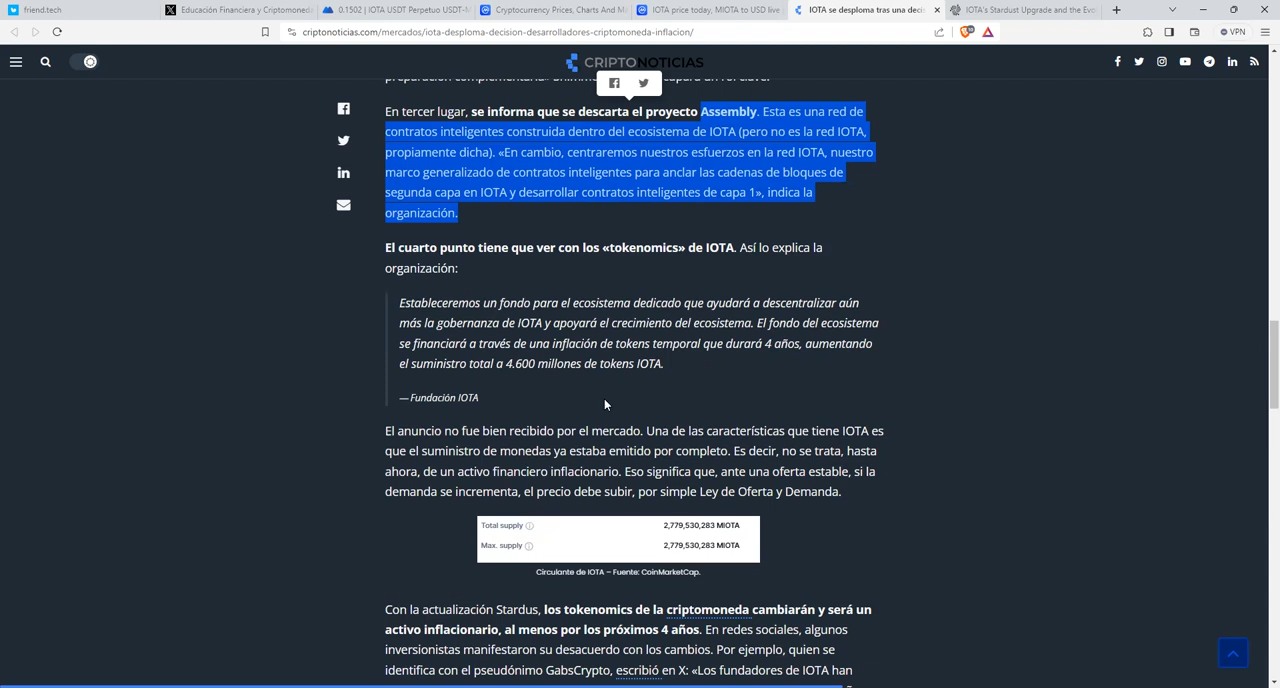 friend.tech
Educación Financiera y Criptomoneda
0.1502 | IOTA USDT Perpetuo USDT-M
Cryptocurrency Prices, Charts And M
IOTA price today, MIOTA to USD live
IOTA se desploma tras una deci
IOTA's Stardust Upgrade and the Evo
criptonoticias.com/mercados/iota-desploma-decision-desarrolladores-criptomoneda-inflacion/
VPN
CRIPTONOTICIAS
En tercer lugar, se informa que se descarta el proyecto Assembly. Esta es una red de
contratos inteligentes construida dentro del ecosistema de IOTA (pero no es la red IOTA,
propiamente dicha). «En cambio, centraremos nuestros esfuerzos en la red IOTA, nuestro
marco generalizado de contratos inteligentes para anclar las cadenas de bloques de
segunda capa en IOTA y desarrollar contratos inteligentes de capa 1», indica la
organización.
El cuarto punto tiene que ver con los «tokenomics» de IOTA. Así lo explica la
organización:
Estableceremos un fondo para el ecosistema dedicado que ayudará a descentralizar aún
más la gobernanza de IOTA y apoyará el crecimiento del ecosistema. El fondo del ecosistema
se financiará a través de una inflación de tokens temporal que durará 4 años, aumentando
el suministro total a 4.600 millones de tokens IOTA.
— Fundación IOTA
El anuncio no fue bien recibido por el mercado. Una de las características que tiene IOTA es
que el suministro de monedas ya estaba emitido por completo. Es decir, no se trata, hasta
ahora, de un activo financiero inflacionario. Eso significa que, ante una oferta estable, si la
demanda se incrementa, el precio debe subir, por simple Ley de Oferta y Demanda.
Total supply 2,779,530,283 MIOTA
Max. supply 2,779,530,283 MIOTA
Circulante de IOTA – Fuente: CoinMarketCap.
Con la actualización Stardus, los tokenomics de la criptomoneda cambiarán y será un
activo inflacionario, al menos por los próximos 4 años. En redes sociales, algunos
inversionistas manifestaron su desacuerdo con los cambios. Por ejemplo, quien se
identifica con el pseudónimo GabsCrypto, escribió en X: «Los fundadores de IOTA han